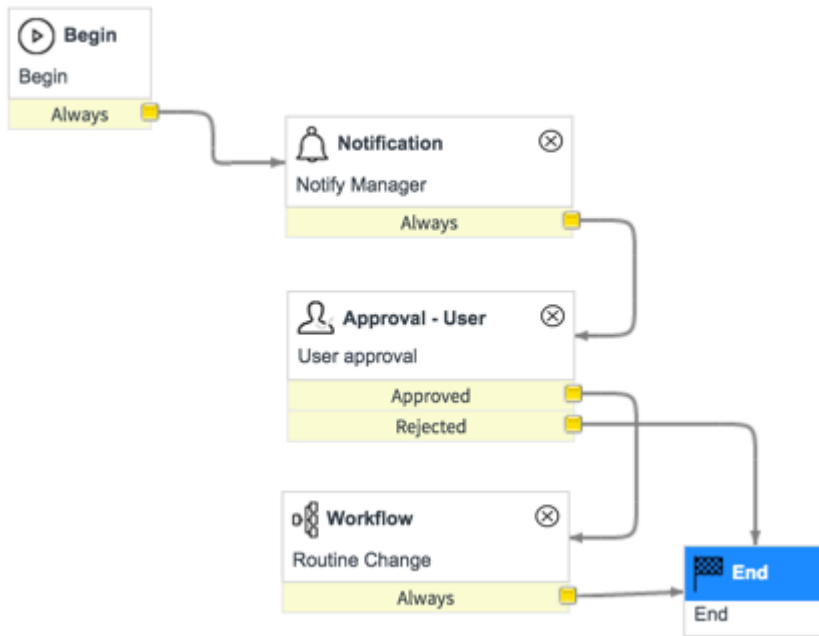 Begin
Begin
Always
Notification
Notify Manager
Always
Approval - User
User approval
Approved
Rejected
Workflow
Routine Change
Always
End
End